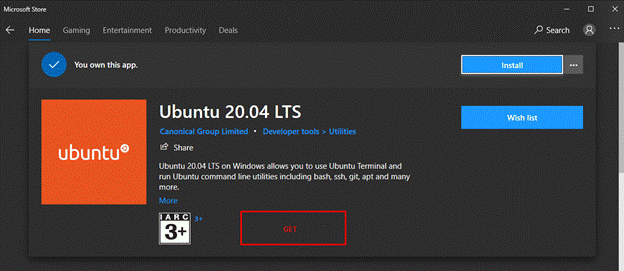 Microsoft Store
Home Gaming Entertainment Productivity Deals Search
You own this app. Install
Ubuntu 20.04 LTS
ubuntu
Wish list
Canonical Group Limited • Developer tools > Utilities
Share
Ubuntu 20.04 LTS on Windows allows you to use Ubuntu Terminal and
run Ubuntu command line utilities including bash, ssh, git, apt and many
more.
More
IARC
3+
3+
GET